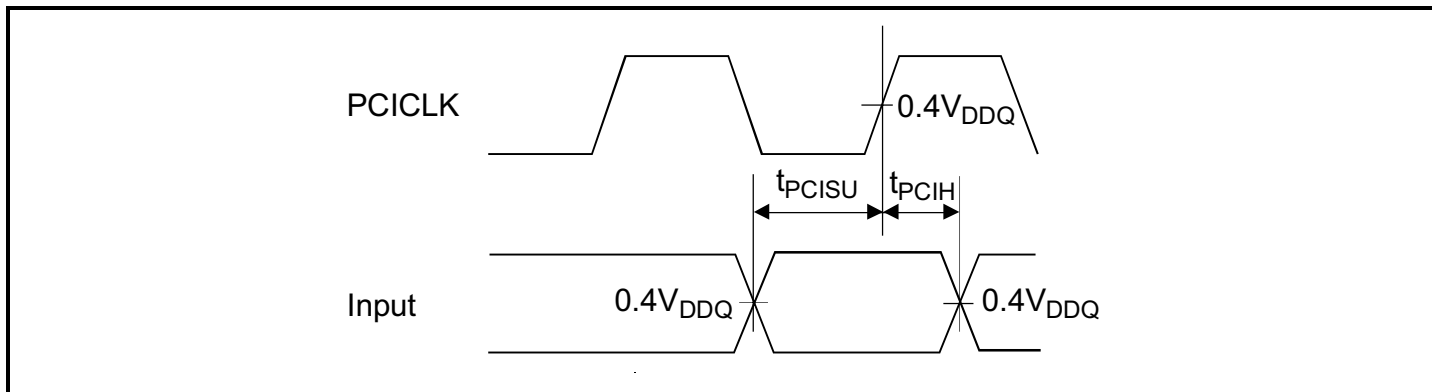 PCICLK
0.4VDDQ
tPCISU
tPCIH
Input
0.4VDDQ
0.4VDDQ